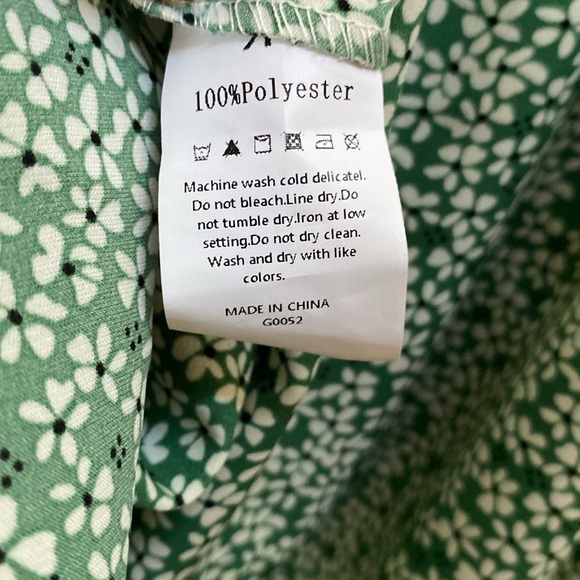 100%Polyester
Machine wash cold delicatel.
Do not bleach.Line dry.Do
not tumble dry.Iron at low
setting.Do not dry clean.
Wash and dry with like
colors.
MADE IN CHINA
G0052